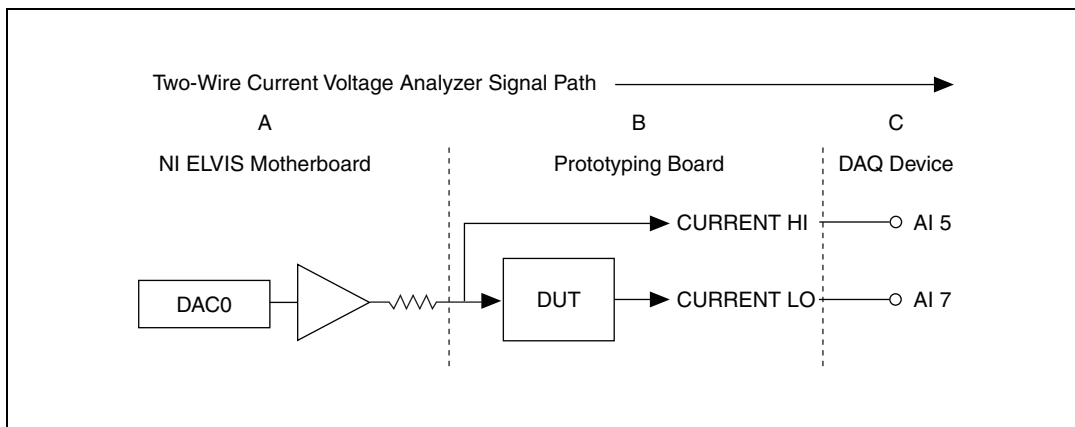 Two-Wire Current Voltage Analyzer Signal Path
A
B
C
NI ELVIS Motherboard
Prototyping Board
DAQ Device
CURRENT HI
AI 5
DAC0
DUT
CURRENT LO
AI 7